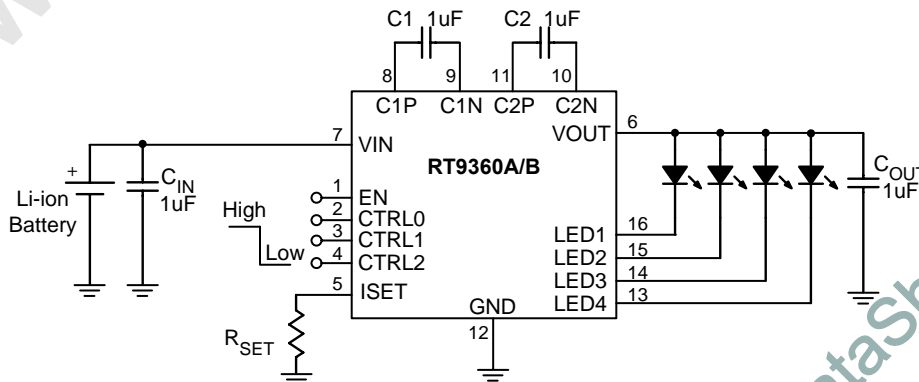 C1 1uF
C2 1uF
8
9
11
10
C1P
C1N
C2P
C2N
7
VIN
VOUT
6
RT9360A/B
+
Li-ion
Battery
CIN
1uF
COUT
1uF
High
Low
1
EN
2
CTRL0
3
CTRL1
4
CTRL2
5
ISET
RSET
LED1
16
LED2
15
LED3
14
LED4
13
GND
12